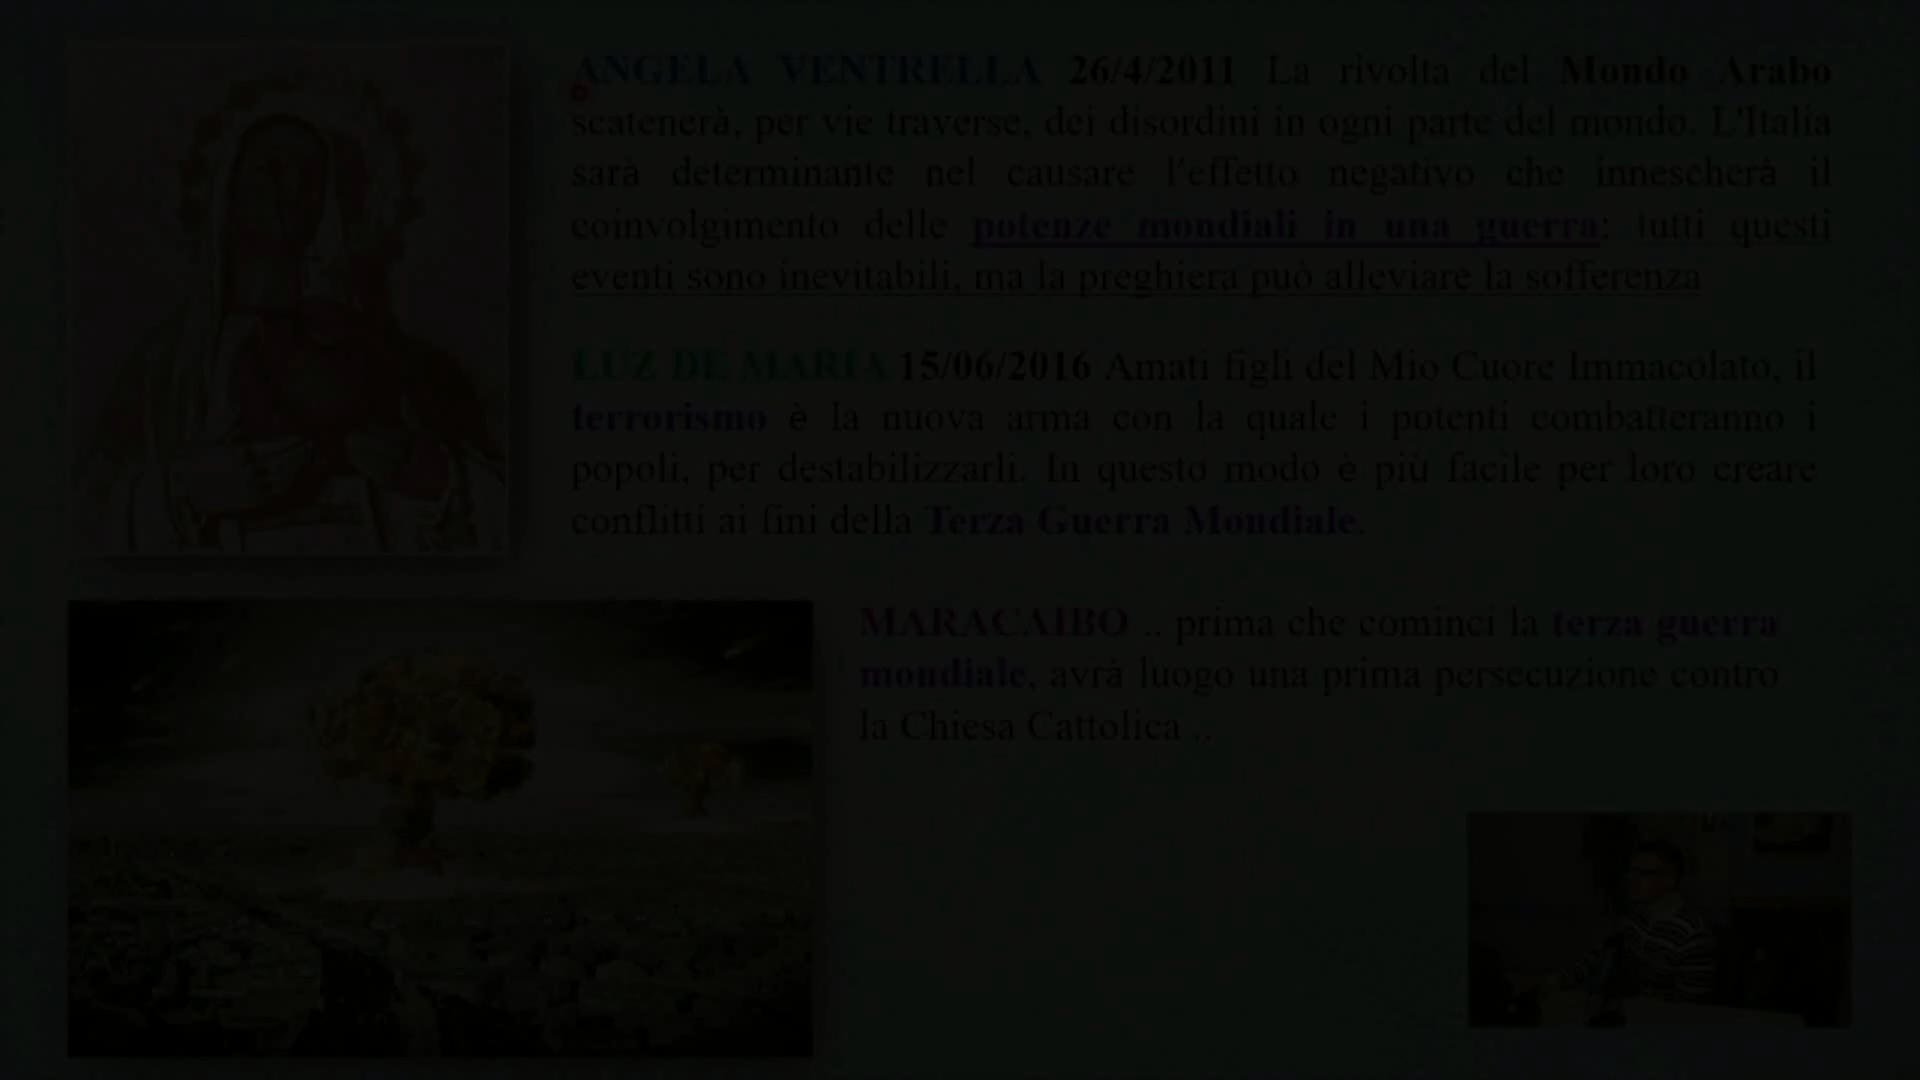 ANGELA VENTRELLA 26/4/2011 La rivolta del Mondo Arabo
scatenerà, per vie traverse, dei disordini in ogni parte del mondo. L'Italia
sarà determinante nel causare l'effetto negativo che innescherà il
coinvolgimento delle potenze mondiali in una guerra: tutti questi
eventi sono inevitabili, ma la preghiera può alleviare la sofferenza
LUZ DE MARIA 15/06/2016 Amati figli del Mio Cuore Immacolato, il
terrorismo è la nuova arma con la quale i potenti combatteranno i
popoli, per destabilizzarli. In questo modo è più facile per loro creare
conflitti ai fini della Terza Guerra Mondiale.
MARACAIBO .. prima che cominci la terza guerra
mondiale, avrà luogo una prima persecuzione contro
la Chiesa Cattolica ..